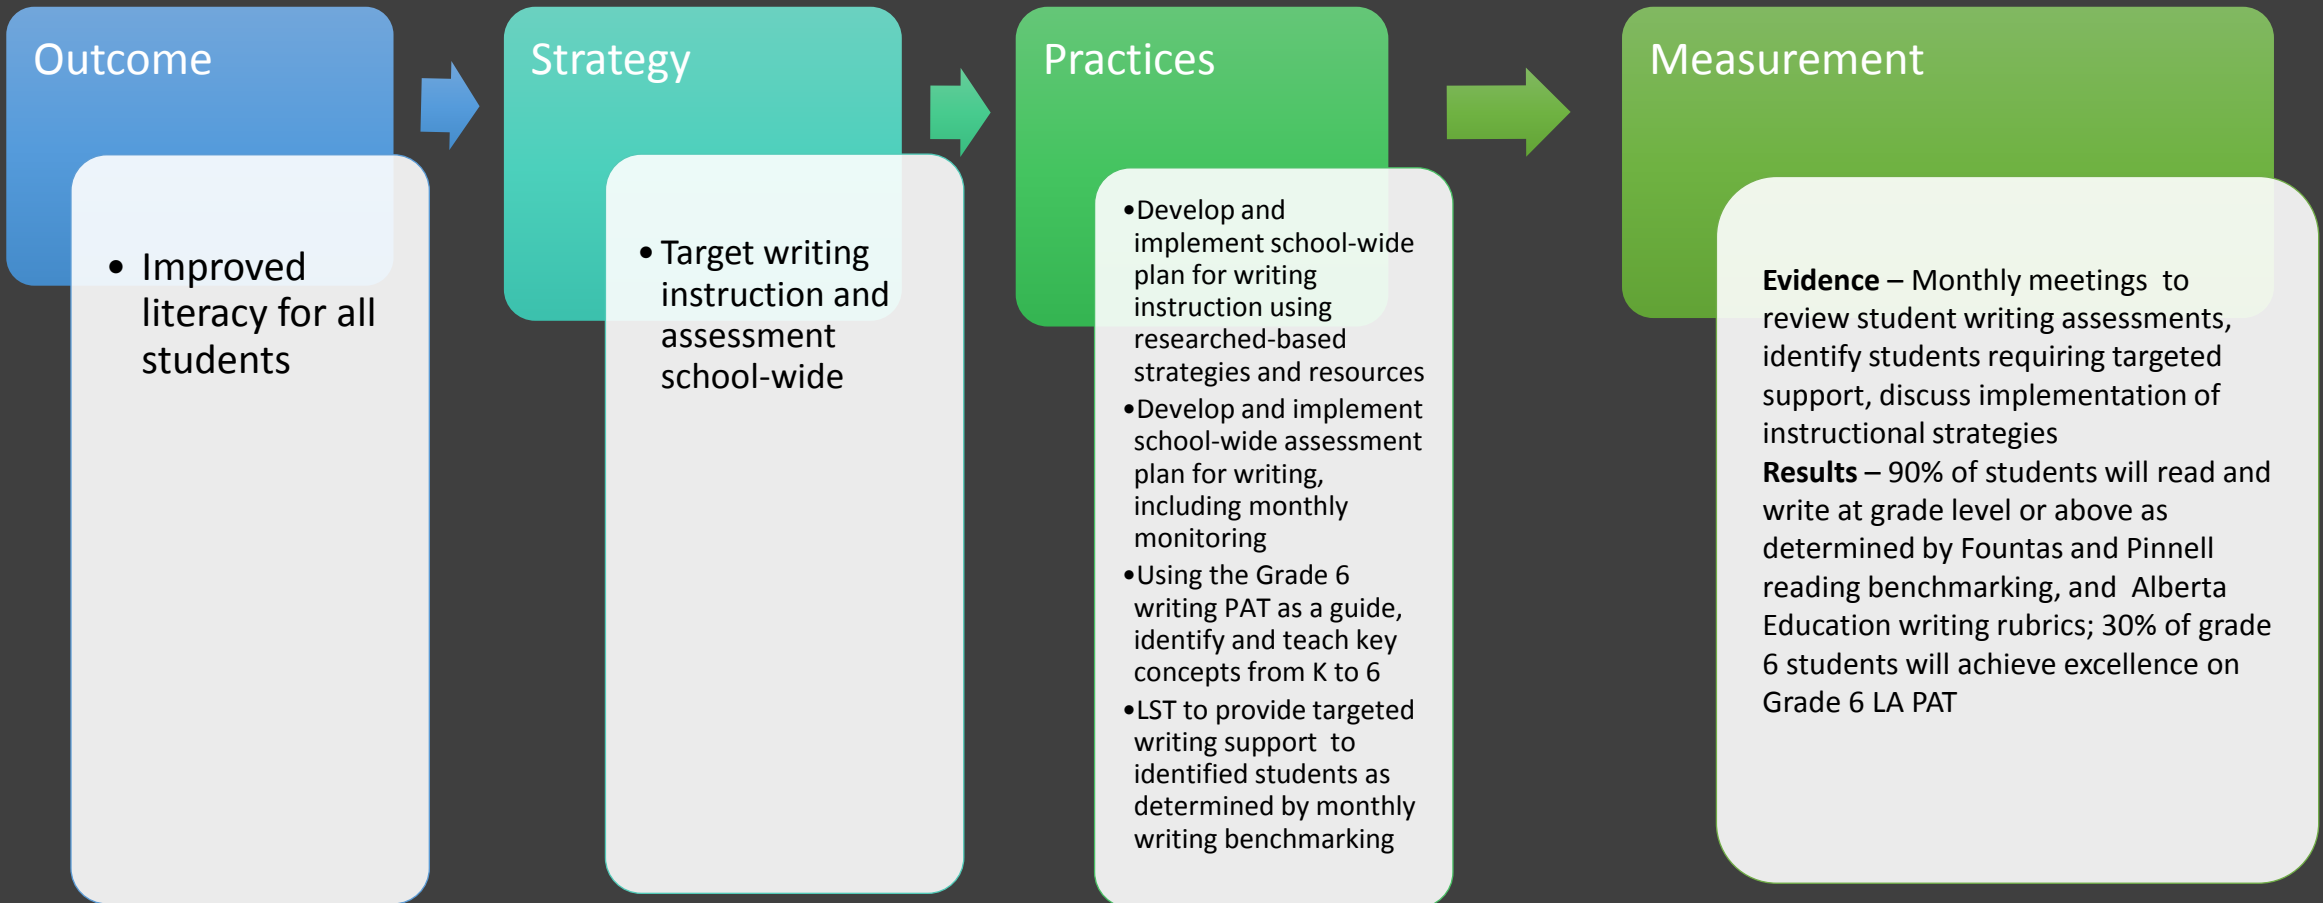 Outcome
• Improved
literacy for all
students
Strategy
• Target writing
instruction and
assessment
school-wide
Practices
•Develop and
implement school-wide
plan for writing
instruction using
researched-based
strategies and resources
•Develop and implement
school-wide assessment
plan for writing,
including monthly
monitoring
•Using the Grade 6
writing PAT as a guide,
identify and teach key
concepts from K to 6
•LST to provide targeted
writing support to
identified students as
determined by monthly
writing benchmarking
Measurement
Evidence – Monthly meetings to
review student writing assessments,
identify students requiring targeted
support, discuss implementation of
instructional strategies
Results – 90% of students will read and
write at grade level or above as
determined by Fountas and Pinnell
reading benchmarking, and Alberta
Education writing rubrics; 30% of grade
6 students will achieve excellence on
Grade 6 LA PAT